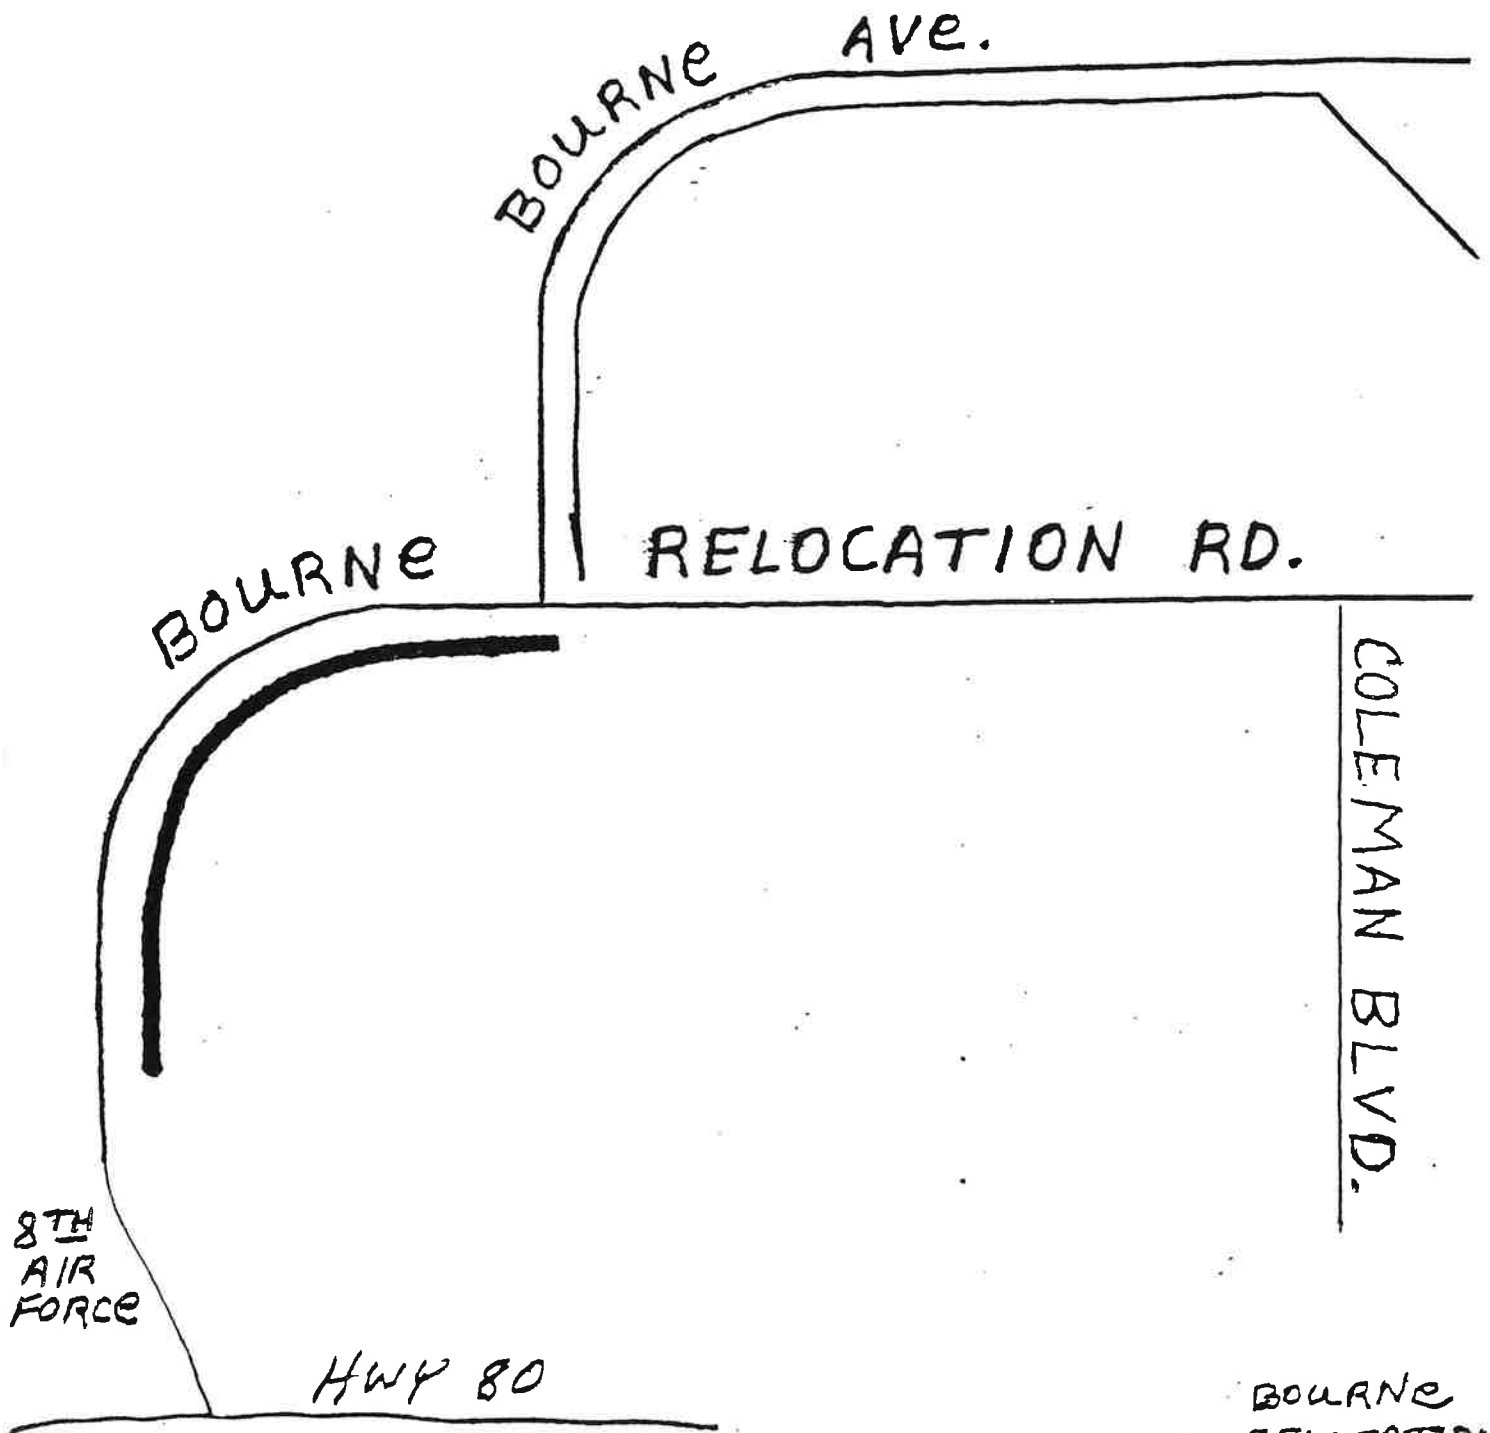 BOURNE AVE.
BOURNE RELOCATION RD.
COLEMAN BLVD.
8TH
AIR
FORCE
HWY 80
BOURNE